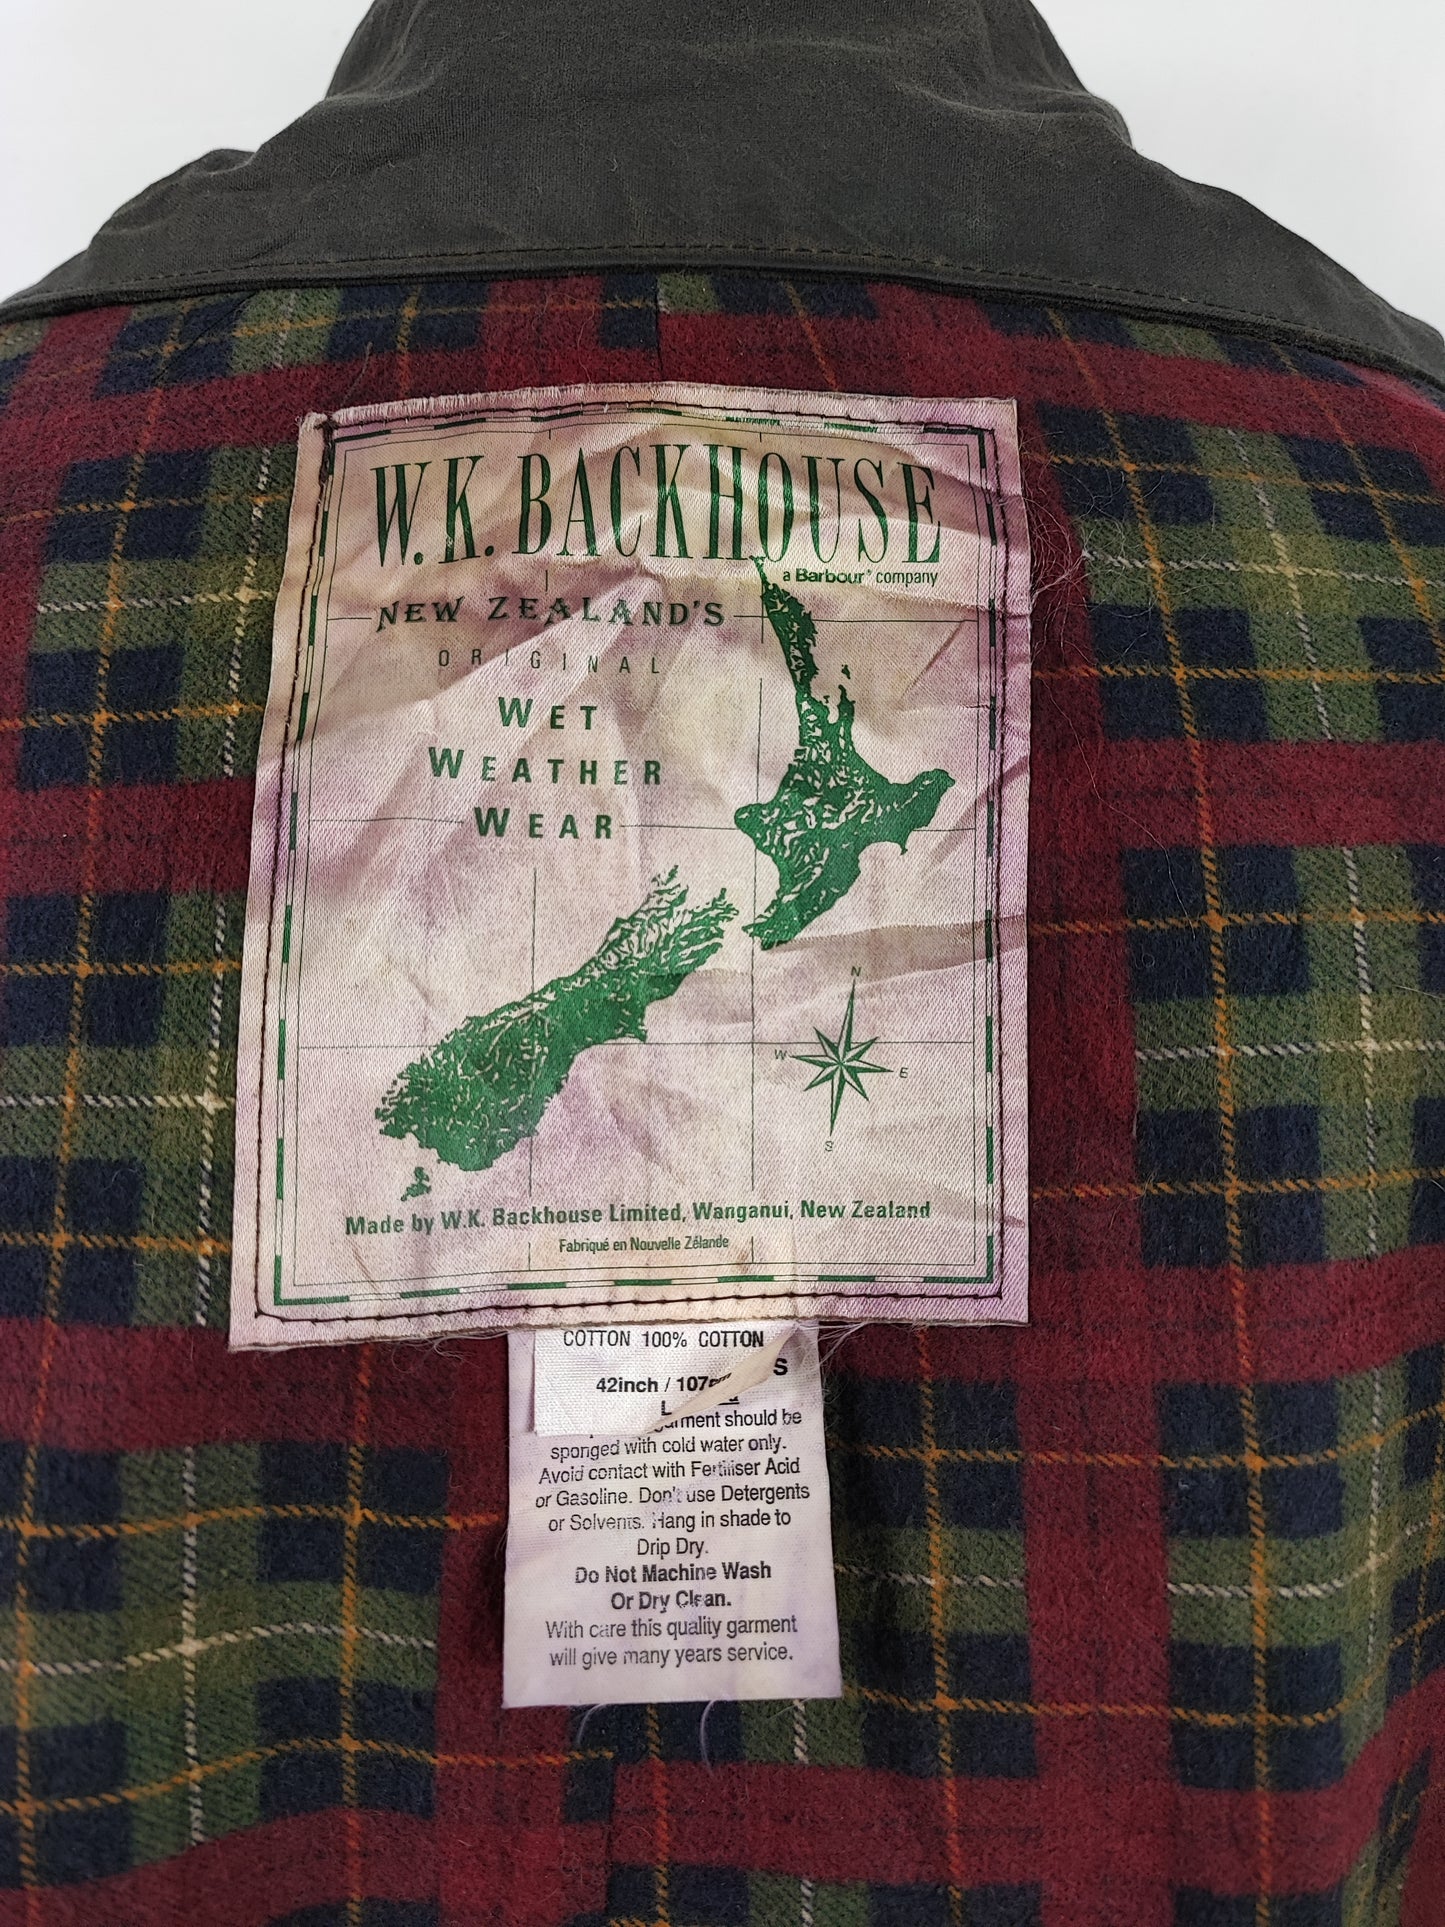 W.K. BACKHOUSE
a Barbour® company
NEW ZEALAND'S
ORIGINAL
WET
WEATHER
WEAR
N
W E
S
Made by W.K. Backhouse Limited, Wanganui, New Zealand
Fabriqué en Nouvelle Zélande
COTTON 100% COTTON
S
42inch / 107cm
L
garment should be
sponged with cold water only.
Avoid contact with Fertiliser Acid
or Gasoline. Don't use Detergents
or Solvents. Hang in shade to
Drip Dry.
Do Not Machine Wash
Or Dry Clean.
With care this quality garment
will give many years service.